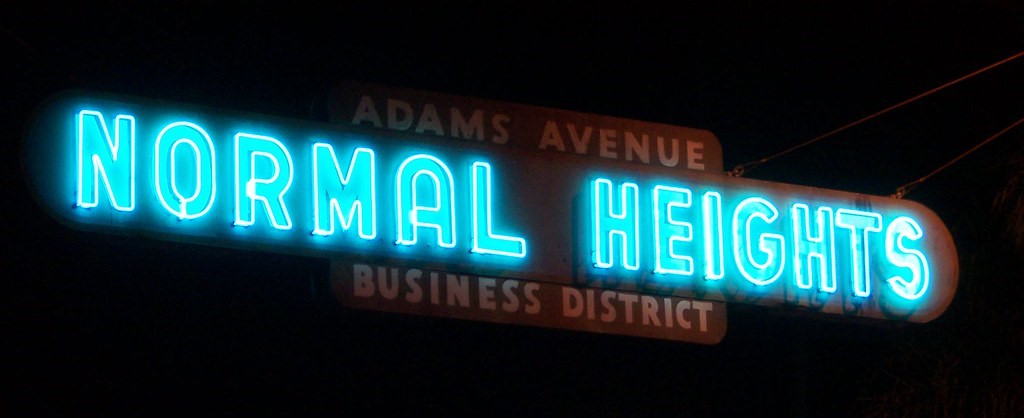 ADAMS AVENUE
NORMAL HEIGHTS
BUSINESS DISTRICT